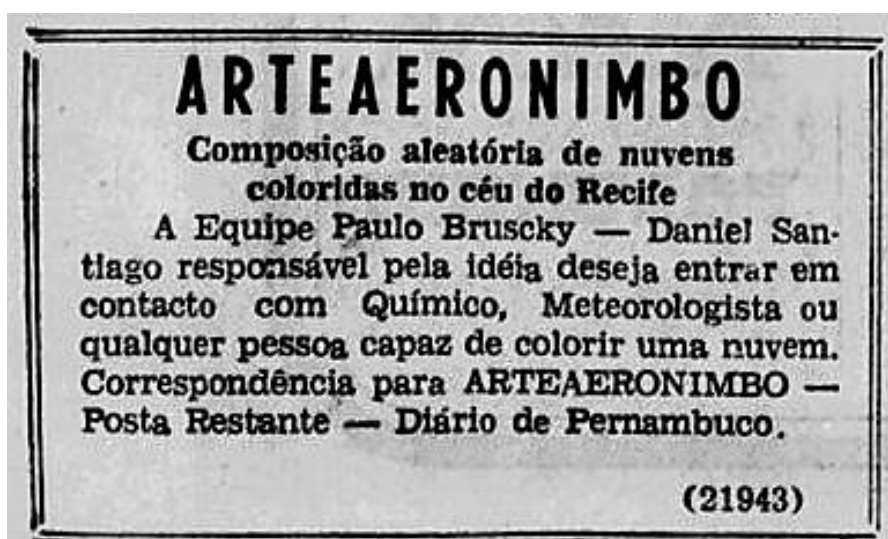 ARTEAERONIMBO
Composição aleatória de nuvens
coloridas no céu do Recife
A Equipe Paulo Bruscky — Daniel San-
tiago responsável pela idéia deseja entrar em
contacto com Químico, Meteorologista ou
qualquer pessoa capaz de colorir uma nuvem.
Correspondência para ARTEAERONIMBO —
Posta Restante — Diário de Pernambuco.
(21943)